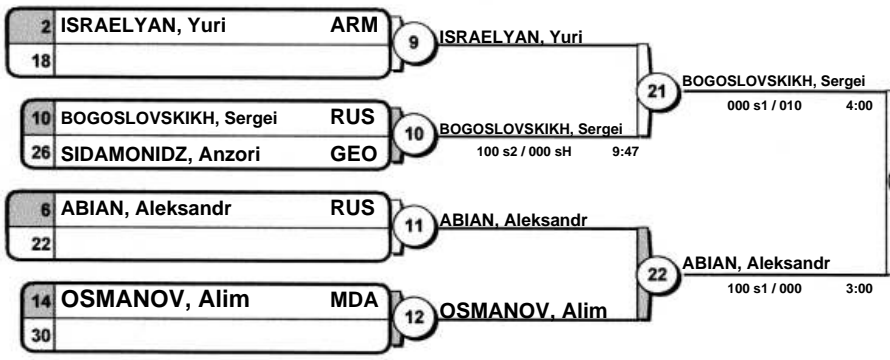 2 ISRAELYAN, Yuri ARM
18
9 ISRAELYAN, Yuri
10 BOGOSLOVSKIKH, Sergei RUS
26 SIDAMONIDZ, Anzori GEO
10 BOGOSLOVSKIKH, Sergei
100 s2 / 000 sH 9:47
21 BOGOSLOVSKIKH, Sergei
000 s1 / 010 4:00
6 ABIAN, Aleksandr RUS
22
11 ABIAN, Aleksandr
14 OSMANOV, Alim MDA
30
12 OSMANOV, Alim
22 ABIAN, Aleksandr
100 s1 / 000 3:00